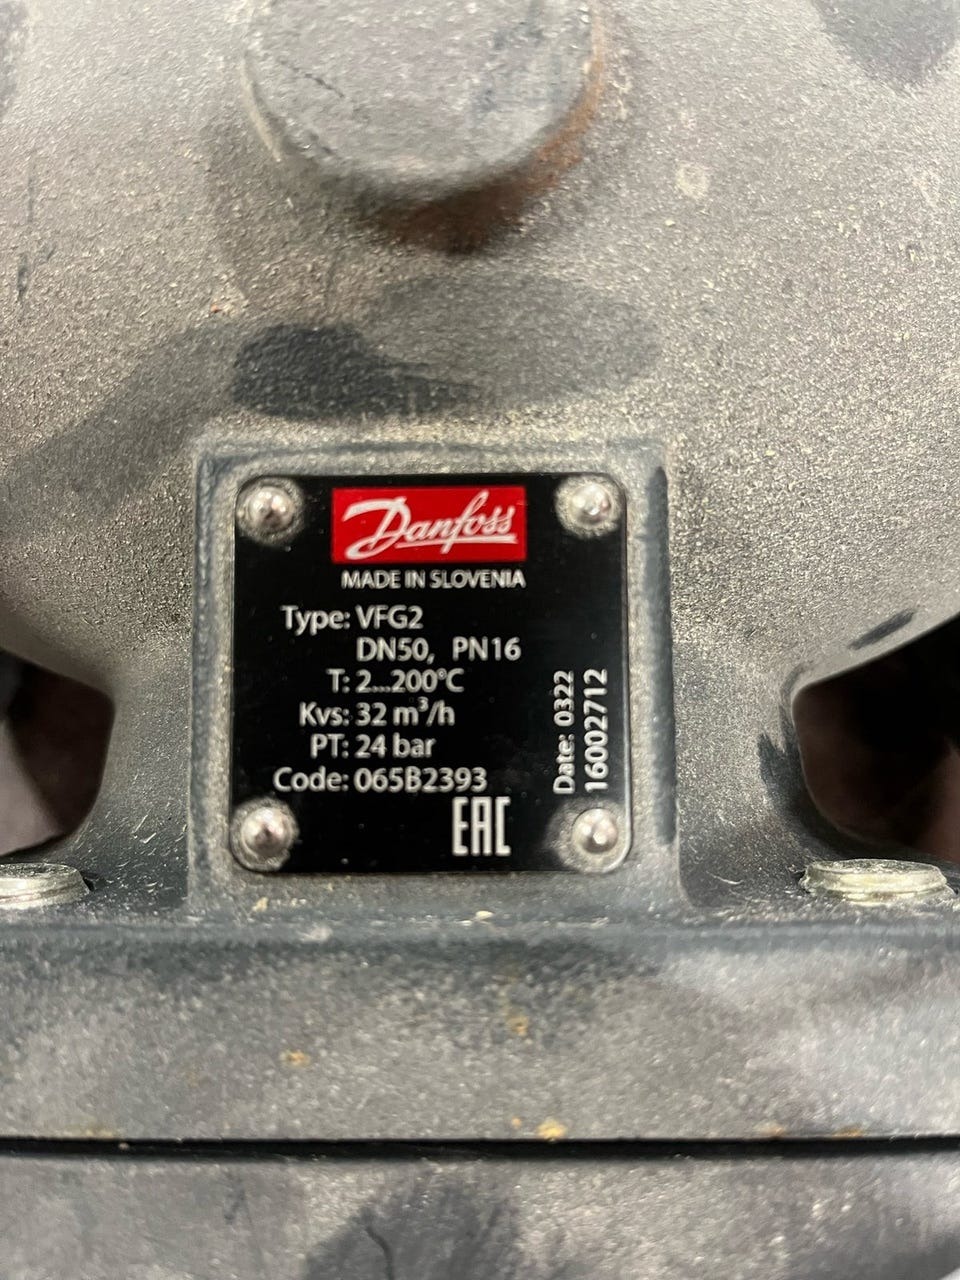 Danfoss
MADE IN SLOVENIA
Type: VFG2
DN50, PN16
T: 2...200°C
Kvs: 32 m³/h
PT: 24 bar
Code: 065B2393
EAC
Date: 0322
16002712